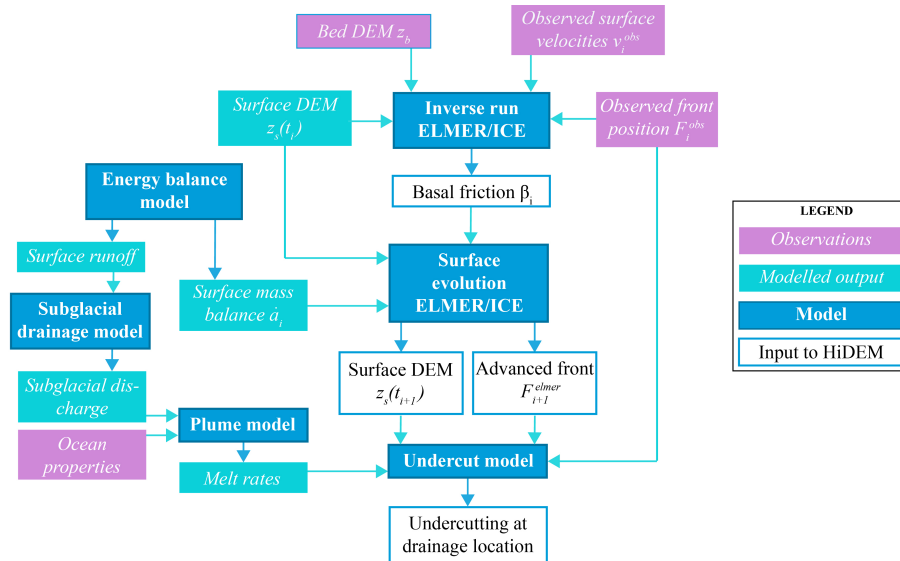 Bed DEM z_b
Observed surface
velocities v_i^obs
Surface DEM
z_s(t_i)
Inverse run
ELMER/ICE
Observed front
position F_i^obs
Energy balance
model
Basal friction β_i
Surface runoff
Surface
evolution
ELMER/ICE
Surface mass
balance ȧ_i
Subglacial
drainage model
Surface DEM
z_s(t_{i+1})
Advanced front
F_{i+1}^elmer
Subglacial dis-
charge
Plume model
Ocean
properties
Melt rates
Undercut model
Undercutting at
drainage location
LEGEND
Observations
Modelled output
Model
Input to HiDEM